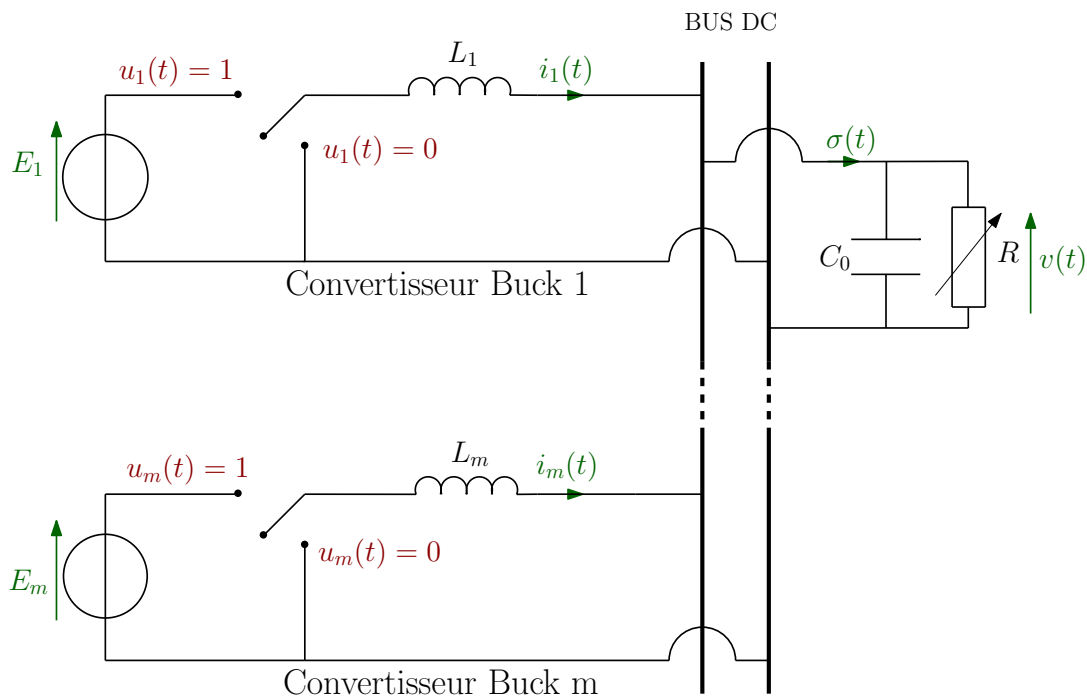 BUS DC
L₁
u₁(t) = 1
i₁(t)
E₁
u₁(t) = 0
σ(t)
C₀
R
v(t)
Convertisseur Buck 1
Lₘ
uₘ(t) = 1
iₘ(t)
uₘ(t) = 0
Eₘ
Convertisseur Buck m